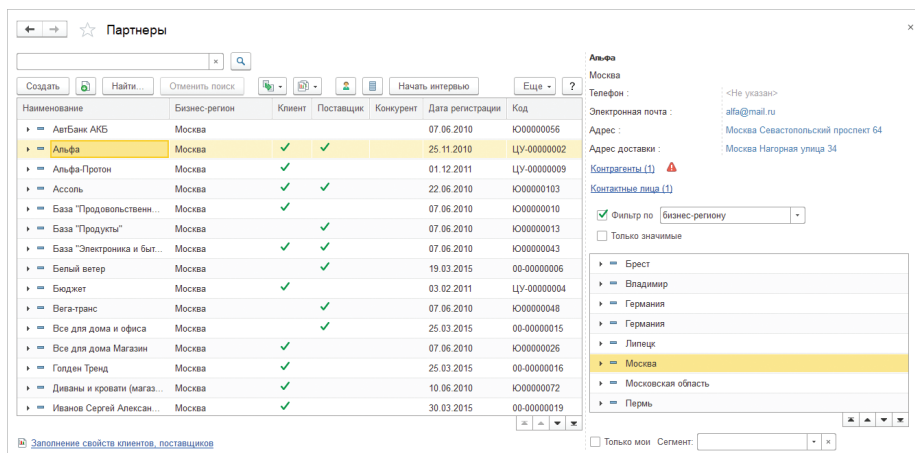 Партнеры
Создать Найти... Отменить поиск Начать интервью Еще ?
Наименование Бизнес-регион Клиент Поставщик Конкурент Дата регистрации Код
АвтБанк АКБ Москва 07.06.2010 Ю00000056
Альфа Москва 25.11.2010 ЦУ-00000002
Альфа-Протон Москва 01.12.2011 ЦУ-00000009
Ассоль Москва 22.06.2010 Ю00000103
База "Продовольственн... Москва 07.06.2010 Ю00000010
База "Продукты" Москва 07.06.2010 Ю00000013
База "Электроника и быт... Москва 07.06.2010 Ю00000043
Белый ветер Москва 19.03.2015 00-00000006
Бюджет Москва 03.02.2011 ЦУ-00000004
Вега-транс Москва 07.06.2010 Ю00000048
Все для дома и офиса Москва 25.03.2015 00-00000015
Все для дома Магазин Москва 07.06.2010 Ю00000026
Голден Тренд Москва 25.03.2015 00-00000016
Диваны и кровати (магаз... Москва 10.06.2010 Ю00000072
Иванов Сергей Алексан... Москва 30.03.2015 00-00000019
Заполнение свойств клиентов, поставщиков
Альфа
Москва
Телефон : <Не указан>
Электронная почта : alfa@mail.ru
Адрес : Москва Севастопольский проспект 64
Адрес доставки : Москва Нагорная улица 34
Контрагенты (1)
Контактные лица (1)
Фильтр по бизнес-региону
Только значимые
Брест
Владимир
Германия
Германия
Липецк
Москва
Московская область
Пермь
Только мои Сегмент: